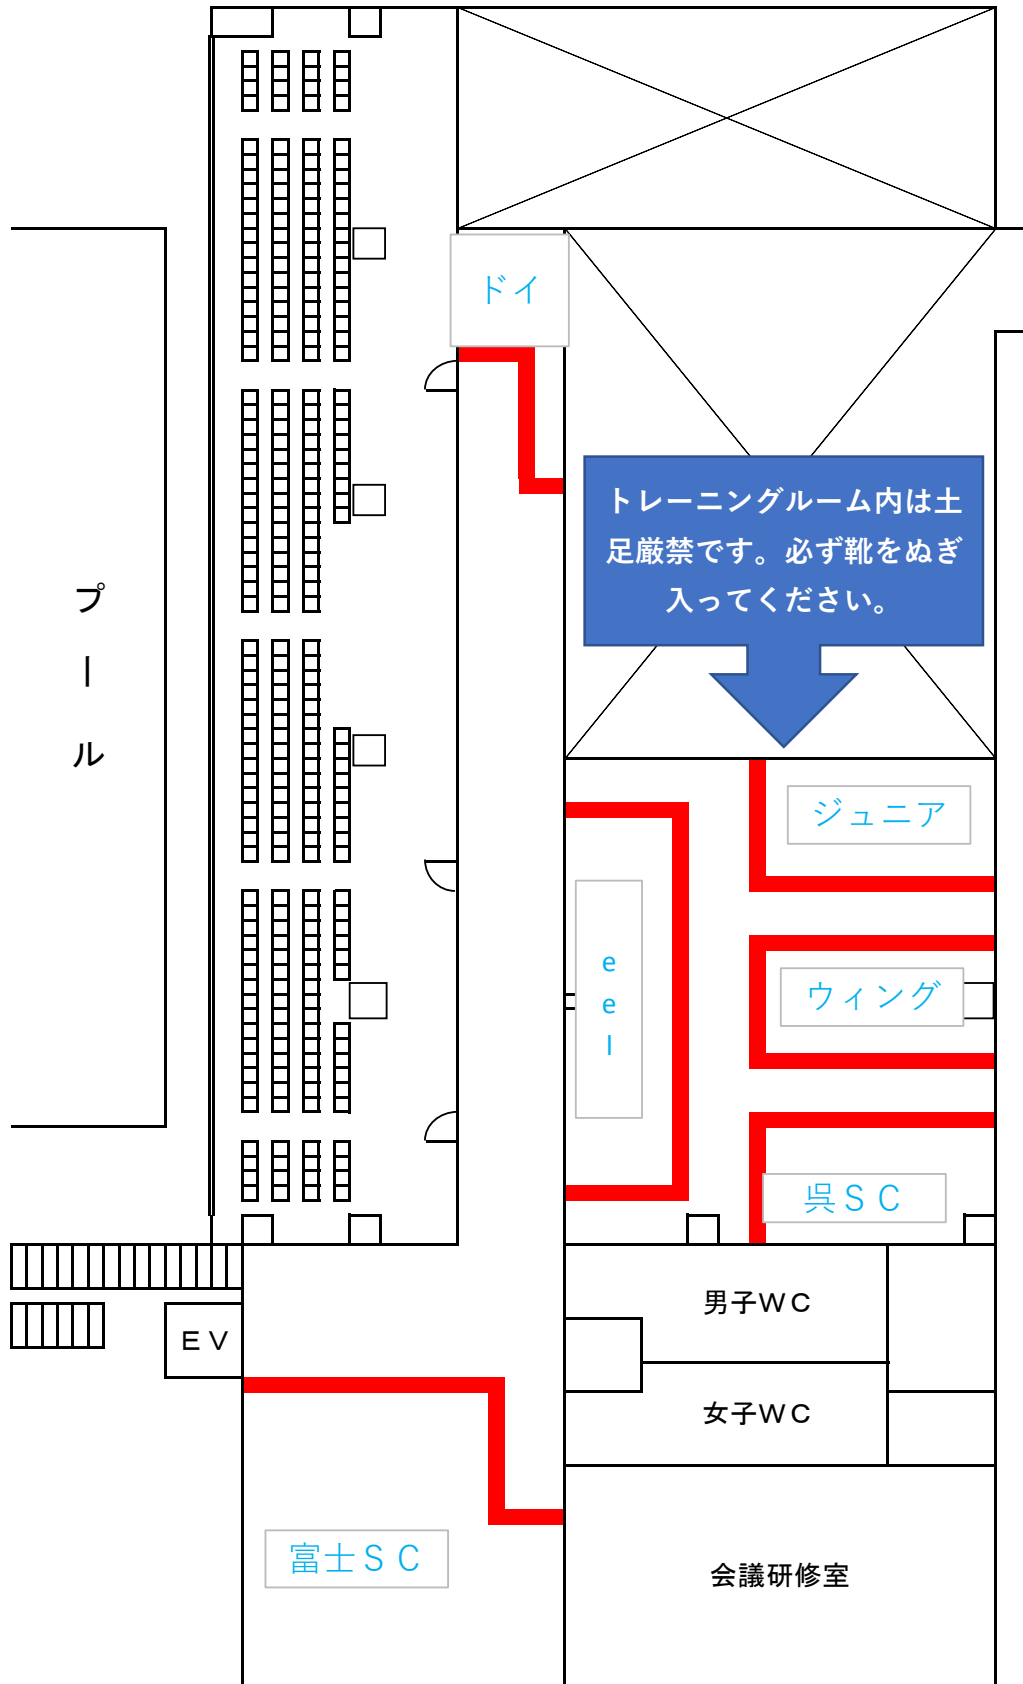 ドイ
トレーニングルーム内は土
足厳禁です。必ず靴をぬぎ
入ってください。
プール
ジュニア
eel
ウィング
呉ＳＣ
男子ＷＣ
ＥＶ
女子ＷＣ
富士ＳＣ
会議研修室